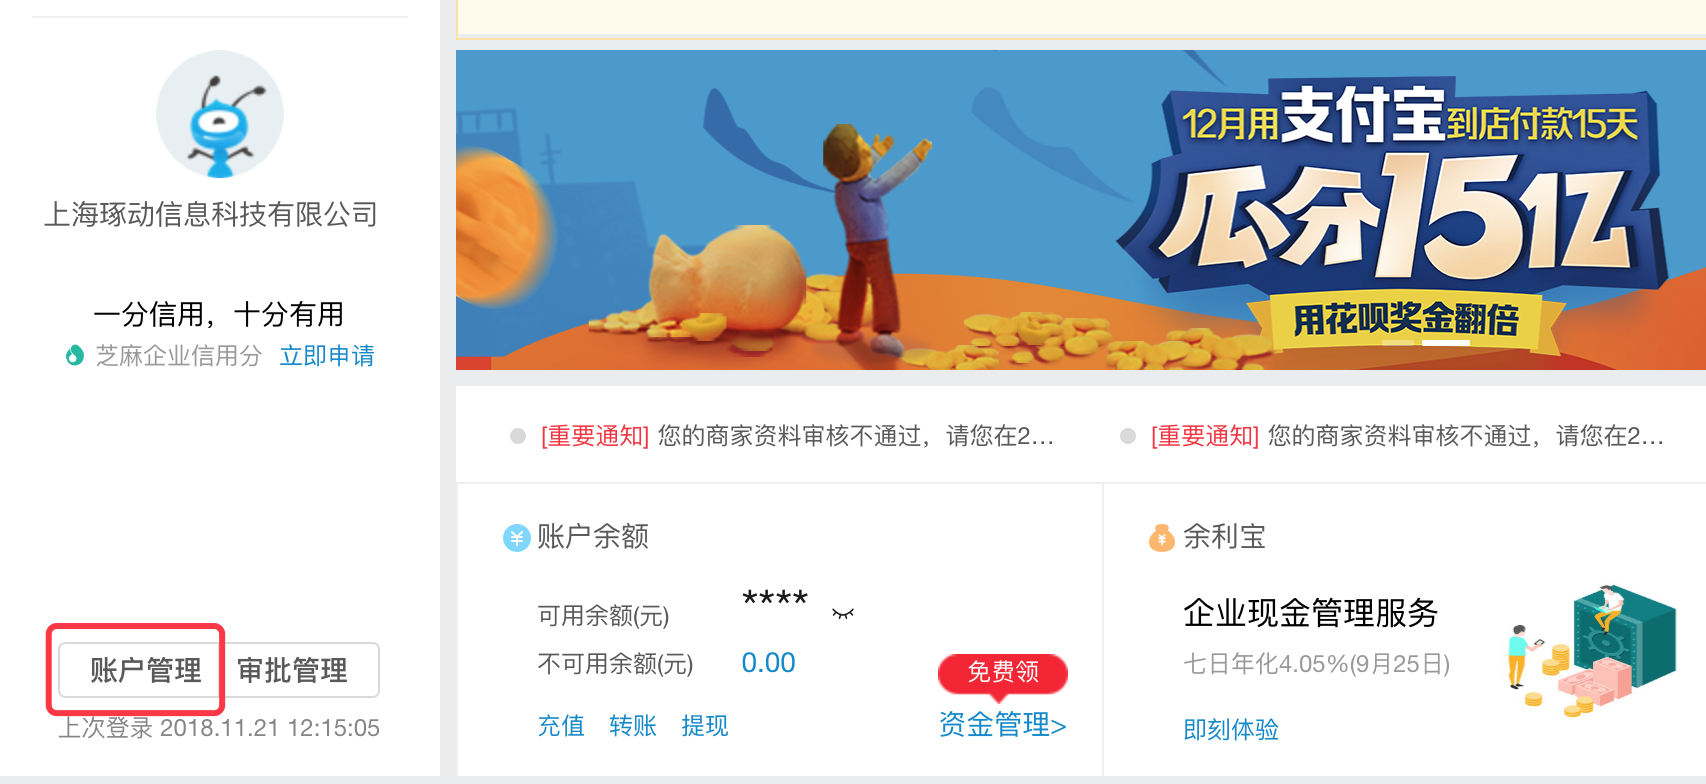 上海琢动信息科技有限公司
一分信用，十分有用
芝麻企业信用分 立即申请
账户管理 审批管理
上次登录 2018.11.21 12:15:05
12月用支付宝到店付款15天
瓜分15亿
用花呗奖金翻倍
[重要通知] 您的商家资料审核不通过，请您在2...
[重要通知] 您的商家资料审核不通过，请您在2...
¥ 账户余额
可用余额(元) ****
不可用余额(元) 0.00
充值 转账 提现
免费领
资金管理>
¥ 余利宝
企业现金管理服务
七日年化4.05%(9月25日)
即刻体验